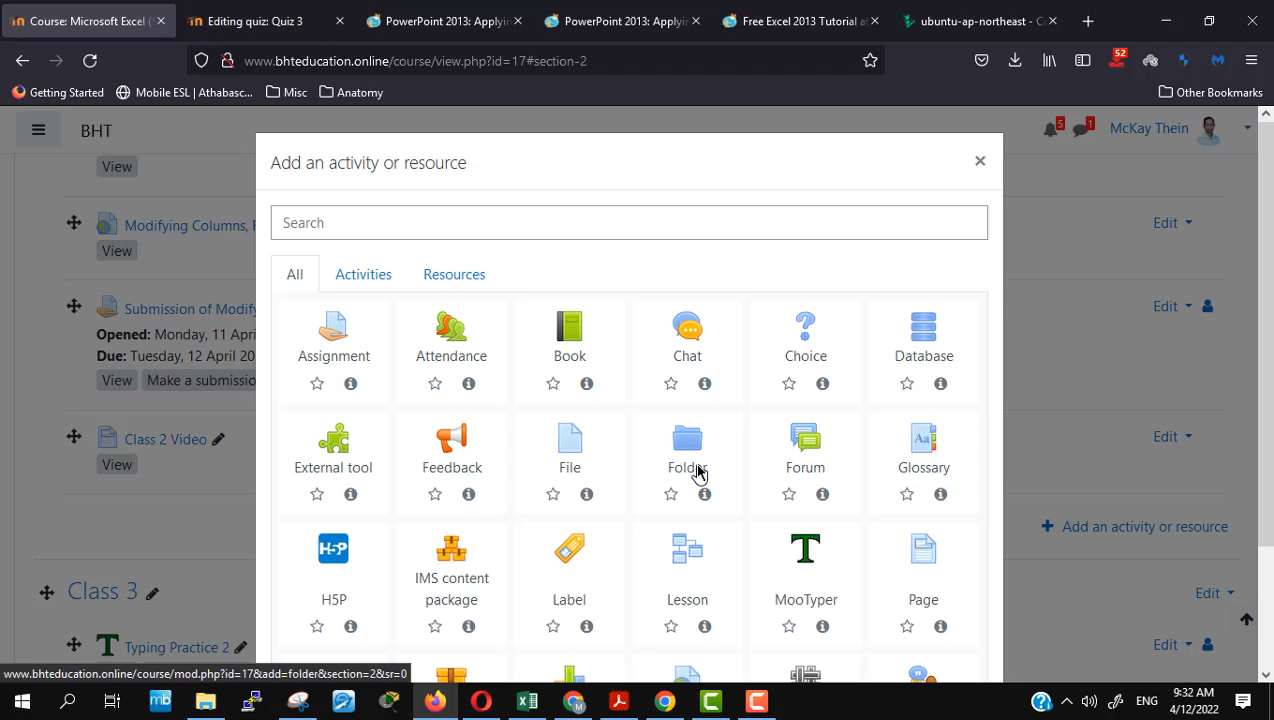 Course: Microsoft Excel (
Editing quiz: Quiz 3
PowerPoint 2013: Applyin
PowerPoint 2013: Applyin
Free Excel 2013 Tutorial a
ubuntu-ap-northeast - C
www.bhteducation.online/course/view.php?id=17#section-2
52
Getting Started
Mobile ESL | Athabasc...
Misc
Anatomy
Other Bookmarks
BHT
5
1
McKay Thein
View
Add an activity or resource
Modifying Columns,
View
Edit
Search
All
Activities
Resources
Submission of Modify
Opened: Monday, 11 Apri
Due: Tuesday, 12 April 20
View
Make a submissio
Edit
Assignment
Attendance
Book
Chat
Choice
Database
Class 2 Video
View
Edit
External tool
Feedback
File
Folder
Forum
Glossary
Aa
Add an activity or resource
H5P
T
H5P
IMS content
package
Label
Lesson
MooTyper
Page
Class 3
Edit
T
Typing Practice 2
Edit
www.bhteducation.online/course/mod.php?id=17&add=folder&section=2&sr=0
mb
M
ENG
9:32 AM
4/12/2022